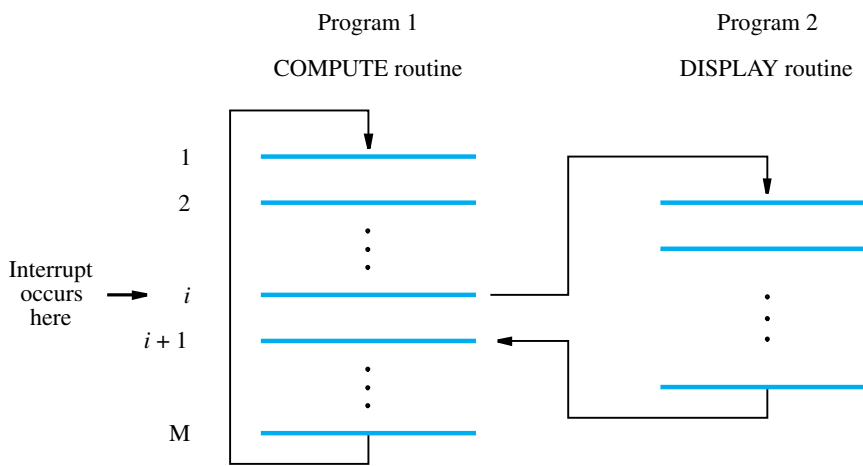 Program 1
COMPUTE routine
Program 2
DISPLAY routine
1
2
Interrupt
occurs
here
i
i + 1
M